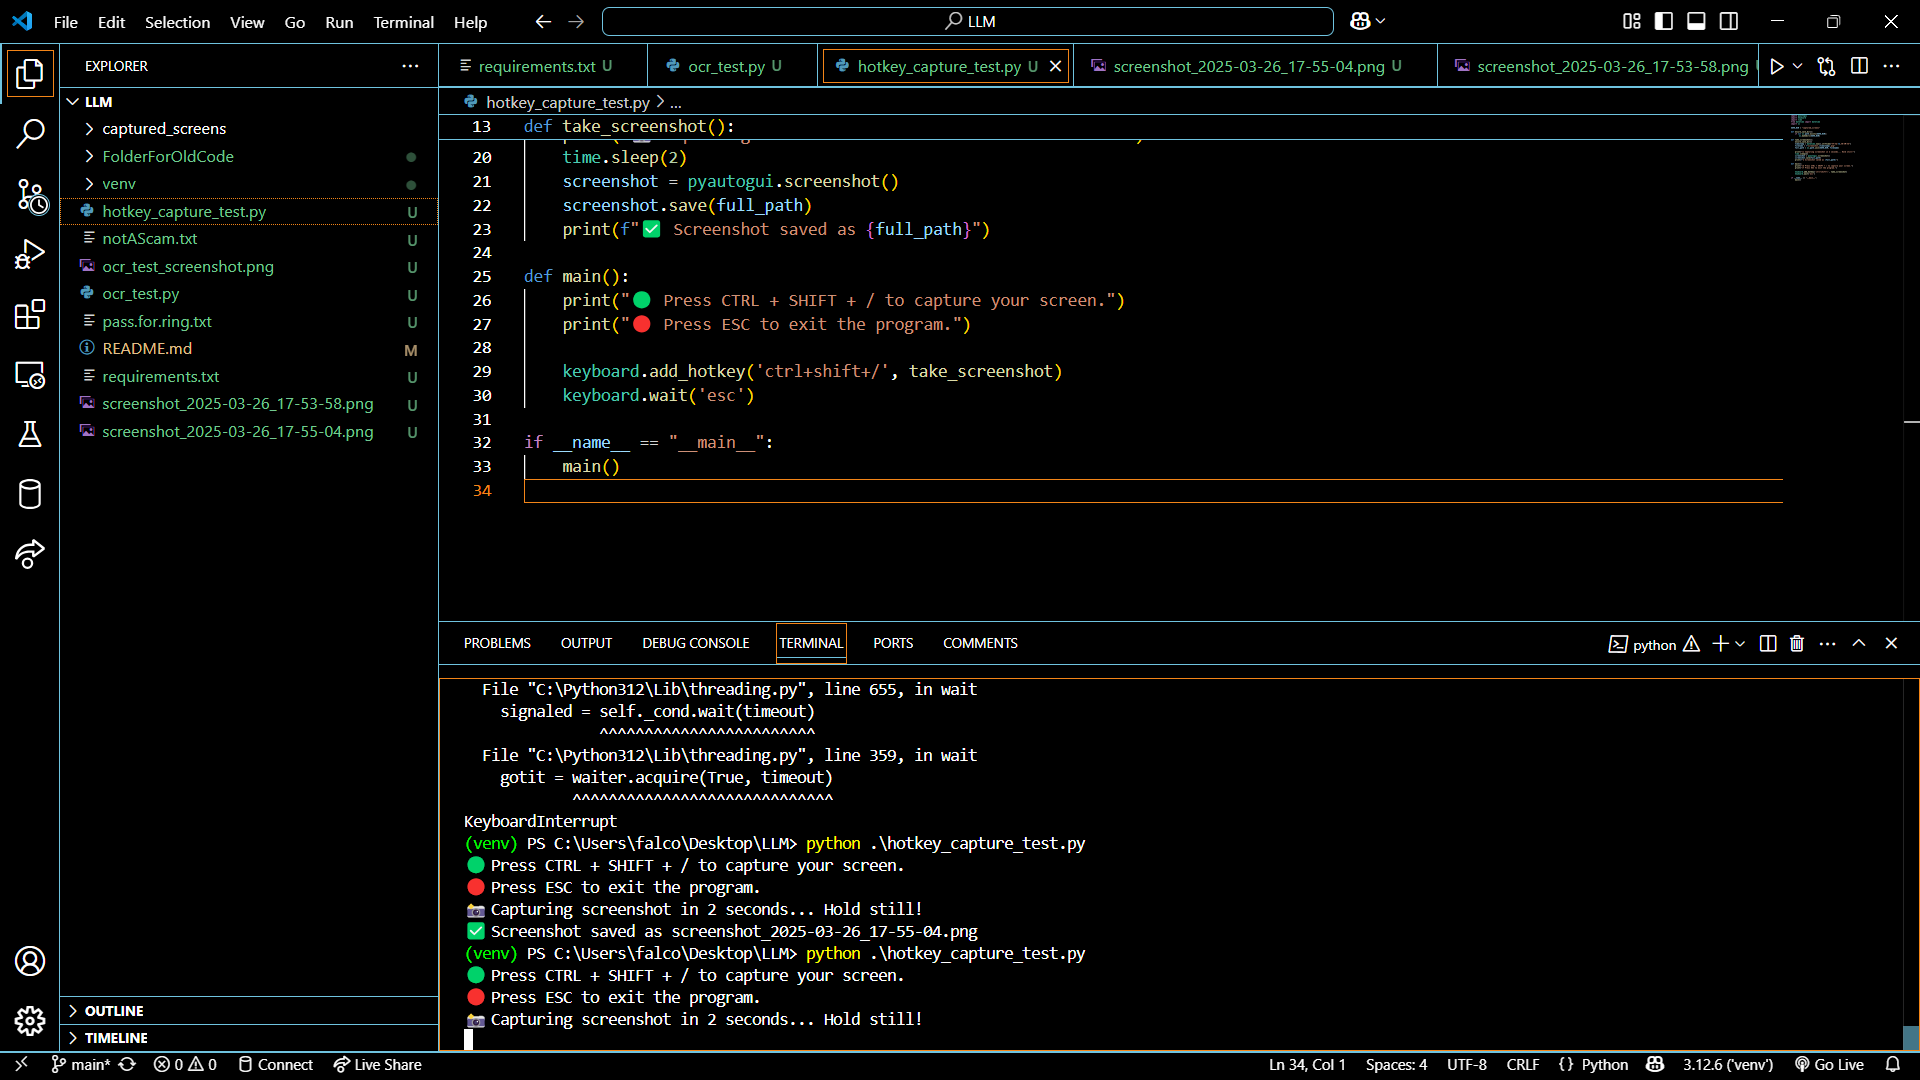 File Edit Selection View Go Run Terminal Help
LLM
EXPLORER
requirements.txt U
ocr_test.py U
hotkey_capture_test.py U
screenshot_2025-03-26_17-55-04.png U
screenshot_2025-03-26_17-53-58.png
LLM
captured_screens
FolderForOldCode
venv
hotkey_capture_test.py U
notAScam.txt U
ocr_test_screenshot.png U
ocr_test.py U
pass.for.ring.txt U
README.md M
requirements.txt U
screenshot_2025-03-26_17-53-58.png U
screenshot_2025-03-26_17-55-04.png U
OUTLINE
TIMELINE
hotkey_capture_test.py > ...
13 def take_screenshot():
20 time.sleep(2)
21 screenshot = pyautogui.screenshot()
22 screenshot.save(full_path)
23 print(f"✅ Screenshot saved as {full_path}")
24
25 def main():
26 print("🟢 Press CTRL + SHIFT + / to capture your screen.")
27 print("🔴 Press ESC to exit the program.")
28
29 keyboard.add_hotkey('ctrl+shift+/', take_screenshot)
30 keyboard.wait('esc')
31
32 if __name__ == "__main__":
33 main()
34
PROBLEMS OUTPUT DEBUG CONSOLE TERMINAL PORTS COMMENTS
python
File "C:\Python312\Lib\threading.py", line 655, in wait
signaled = self._cond.wait(timeout)
^^^^^^^^^^^^^^^^^^^^^^^^
File "C:\Python312\Lib\threading.py", line 359, in wait
gotit = waiter.acquire(True, timeout)
^^^^^^^^^^^^^^^^^^^^^^^^^^^^^
KeyboardInterrupt
(venv) PS C:\Users\falco\Desktop\LLM> python .\hotkey_capture_test.py
🟢 Press CTRL + SHIFT + / to capture your screen.
🔴 Press ESC to exit the program.
📸 Capturing screenshot in 2 seconds... Hold still!
✅ Screenshot saved as screenshot_2025-03-26_17-55-04.png
(venv) PS C:\Users\falco\Desktop\LLM> python .\hotkey_capture_test.py
🟢 Press CTRL + SHIFT + / to capture your screen.
🔴 Press ESC to exit the program.
📸 Capturing screenshot in 2 seconds... Hold still!
main* 0 0 Connect Live Share
Ln 34, Col 1 Spaces: 4 UTF-8 CRLF {} Python 3.12.6 ('venv') Go Live